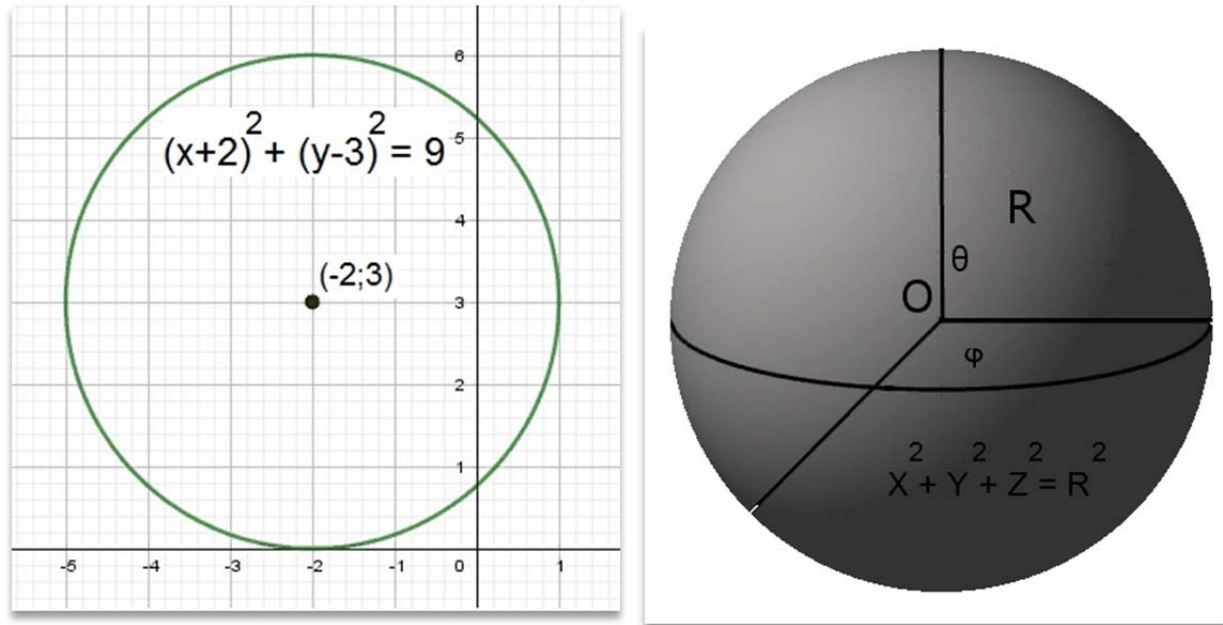 6
(x+2)² + (y-3)² = 9
5
4
(-2;3)
3
2
1
-5 -4 -3 -2 -1 0 1
R
θ
O
φ
X² + Y² + Z² = R²